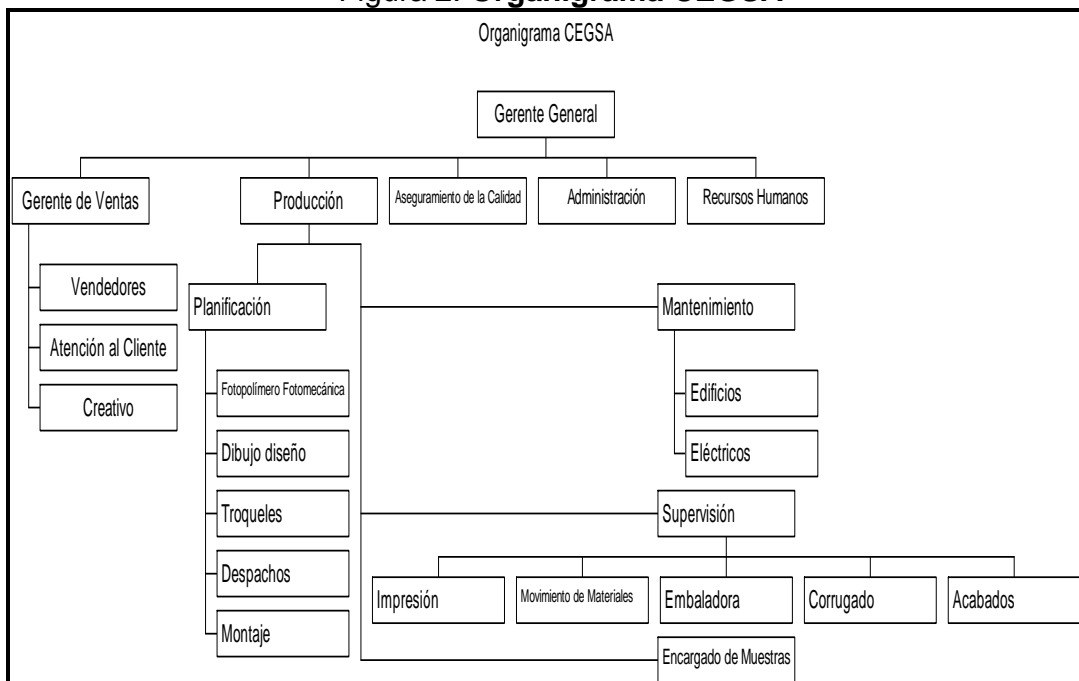 Figura 2. Organigrama CEGSA
Organigrama CEGSA
Gerente General
Gerente de Ventas
Producción
Aseguramiento de la Calidad
Administración
Recursos Humanos
Vendedores
Atención al Cliente
Creativo
Planificación
Fotopolímero Fotomecánica
Dibujo diseño
Troqueles
Despachos
Montaje
Mantenimiento
Edificios
Eléctricos
Supervisión
Impresión
Movimiento de Materiales
Embaladora
Corrugado
Acabados
Encargado de Muestras